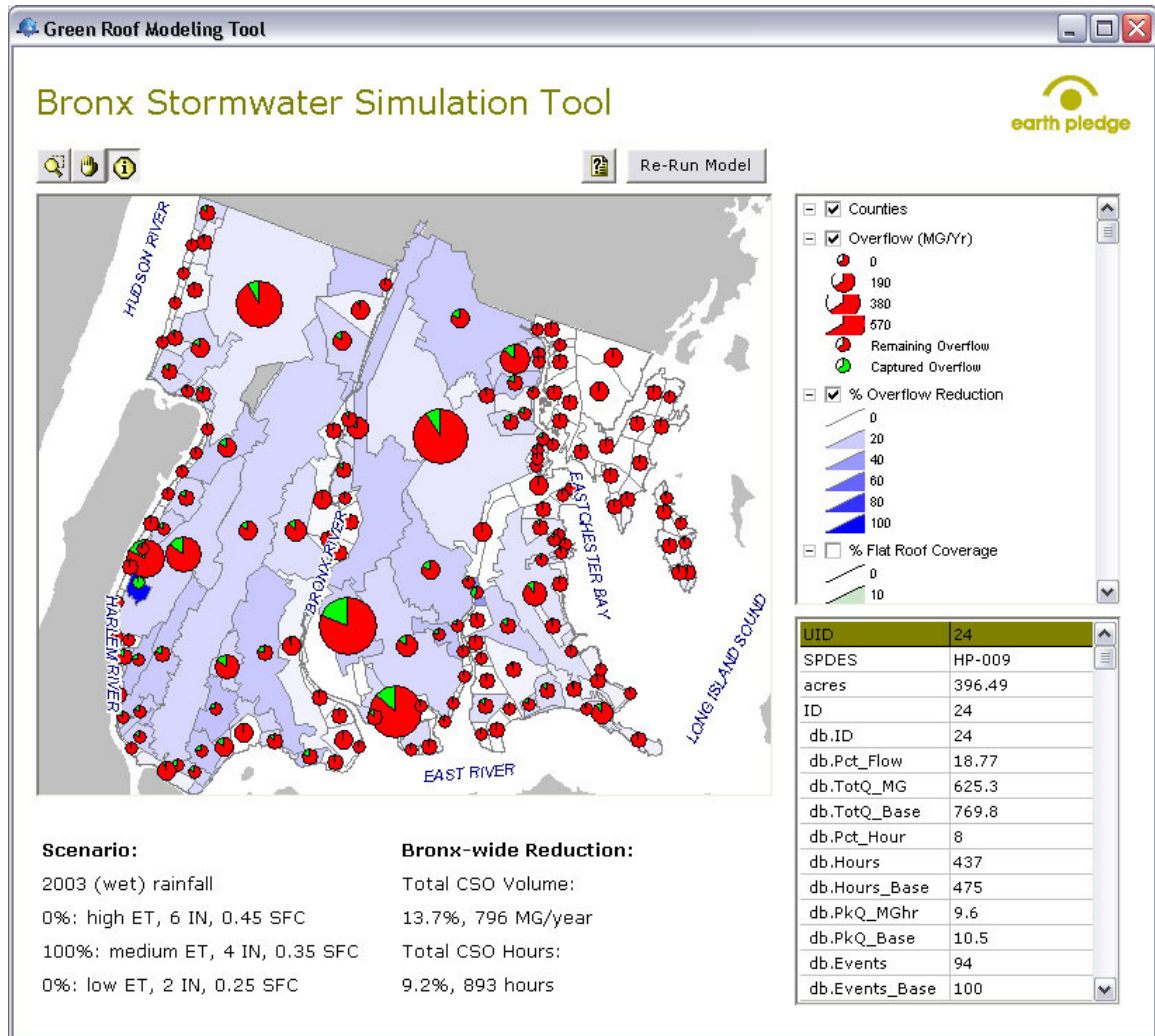 Green Roof Modeling Tool
Bronx Stormwater Simulation Tool
earth pledge
Re-Run Model
HUDSON RIVER
HARLEM RIVER
BRONX RIVER
EASTCHESTER BAY
LONG ISLAND SOUND
EAST RIVER
Counties
Overflow (MG/Yr)
0
190
380
570
Remaining Overflow
Captured Overflow
% Overflow Reduction
0
20
40
60
80
100
% Flat Roof Coverage
0
10
UID 24
SPDES HP-009
acres 396.49
ID 24
db.ID 24
db.Pct_Flow 18.77
db.TotQ_MG 625.3
db.TotQ_Base 769.8
db.Pct_Hour 8
db.Hours 437
db.Hours_Base 475
db.PkQ_MGhr 9.6
db.PkQ_Base 10.5
db.Events 94
db.Events_Base 100
Scenario:
2003 (wet) rainfall
0%: high ET, 6 IN, 0.45 SFC
100%: medium ET, 4 IN, 0.35 SFC
0%: low ET, 2 IN, 0.25 SFC
Bronx-wide Reduction:
Total CSO Volume:
13.7%, 796 MG/year
Total CSO Hours:
9.2%, 893 hours